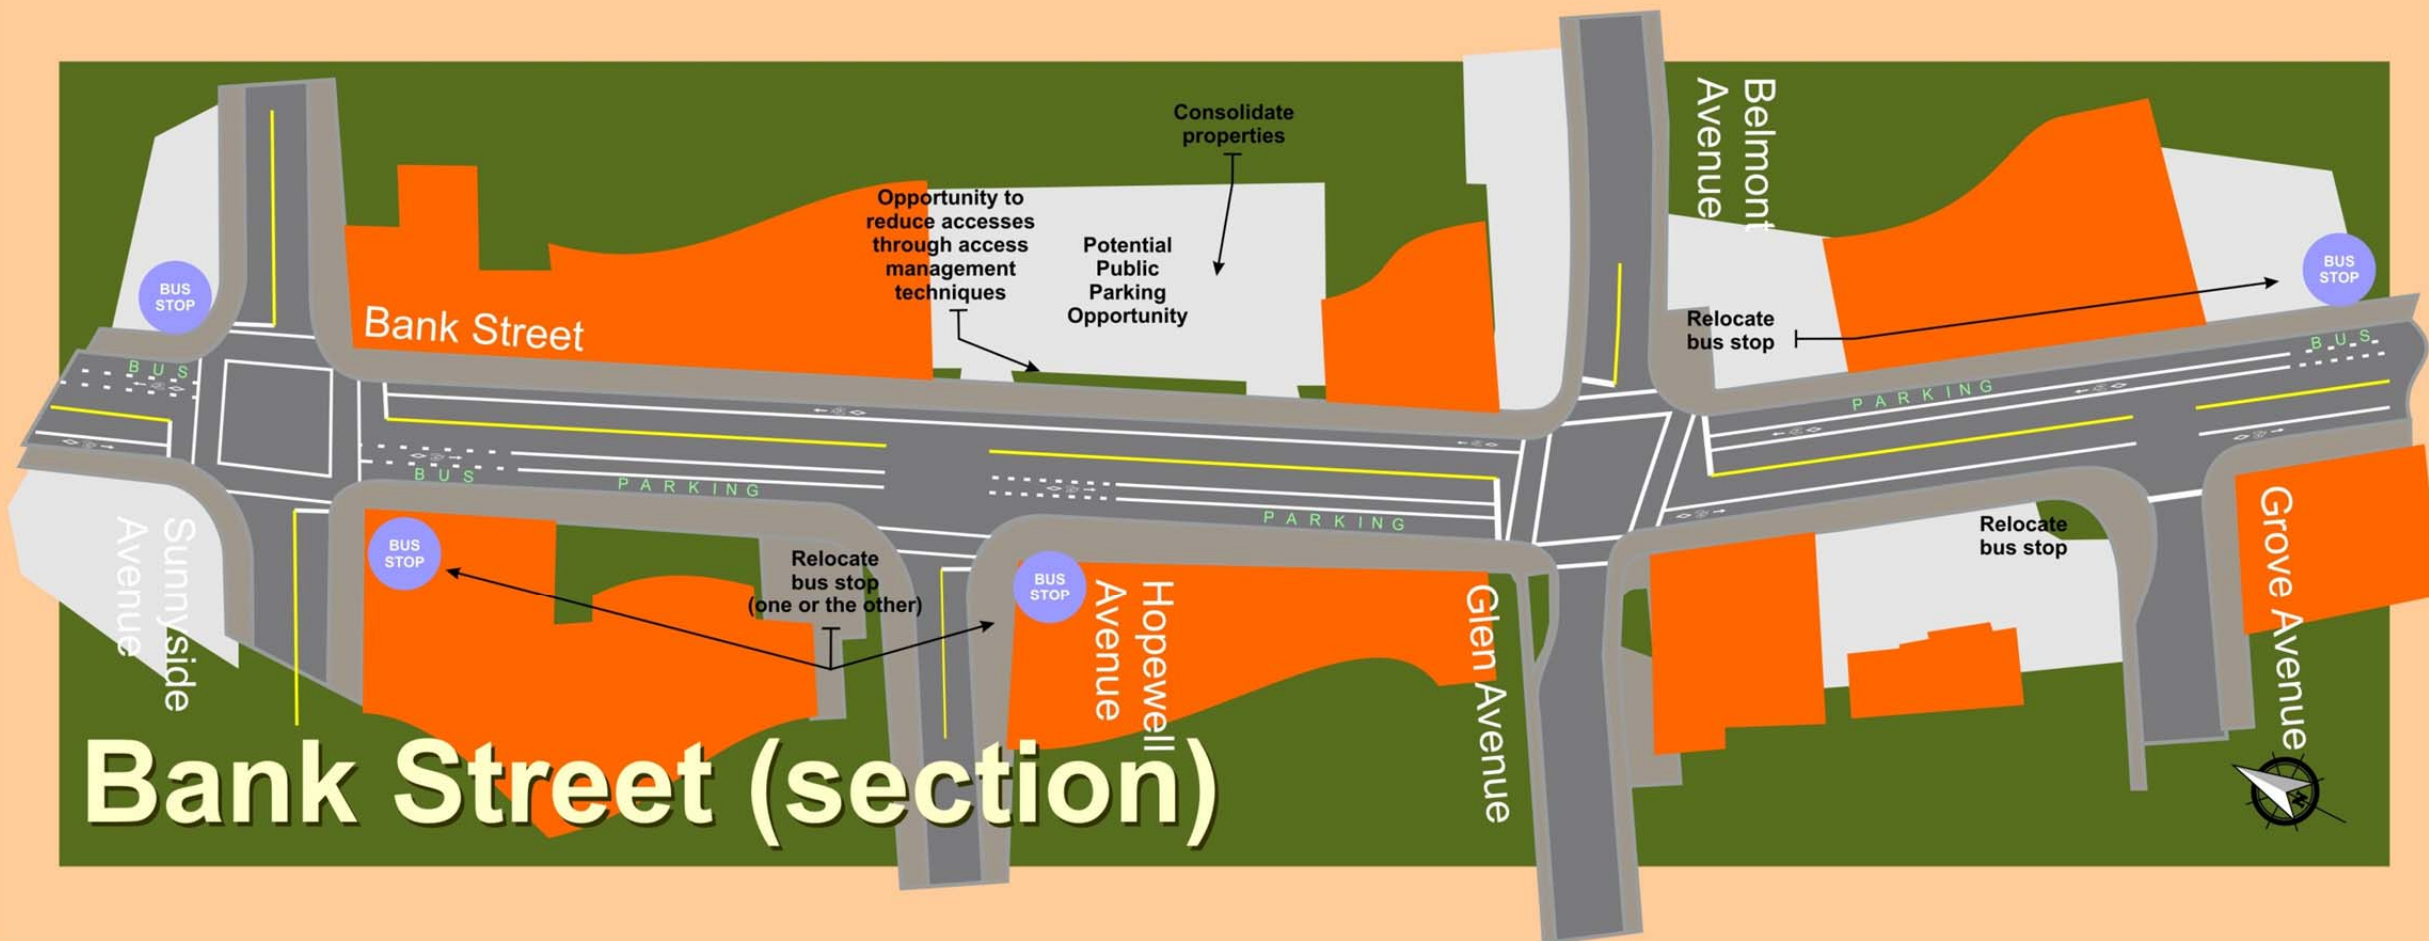 Consolidate
properties
Belmont
Avenue
Opportunity to
reduce accesses
through access
management
techniques
Potential
Public
Parking
Opportunity
BUS
STOP
BUS
STOP
Bank Street
Relocate
bus stop
BUS
BUS
PARKING
BUS
PARKING
PARKING
Sunnyside
Avenue
BUS
STOP
Relocate
bus stop
(one or the other)
BUS
STOP
Hopewell
Avenue
Glen Avenue
Relocate
bus stop
Grove Avenue
Bank Street (section)
N